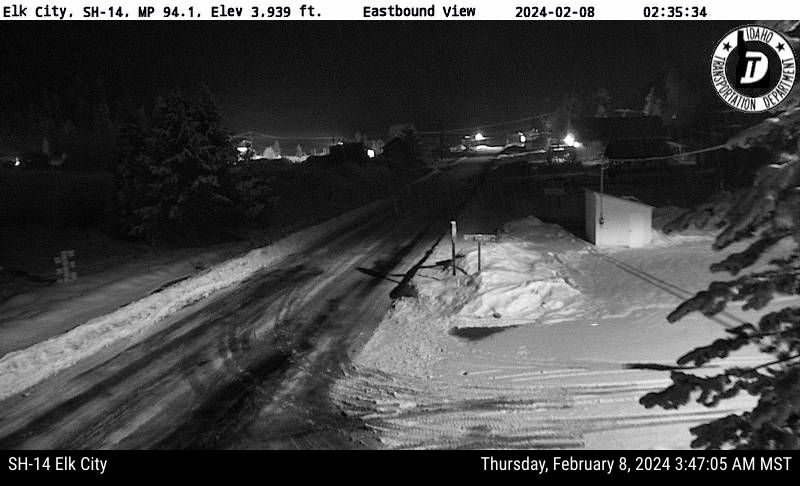 Elk City, SH-14, MP 94.1, Elev 3,939 ft. Eastbound View 2024-02-08 02:35:34
IDAHO
TRANSPORTATION DEPARTMENT
SH-14 Elk City Thursday, February 8, 2024 3:47:05 AM MST